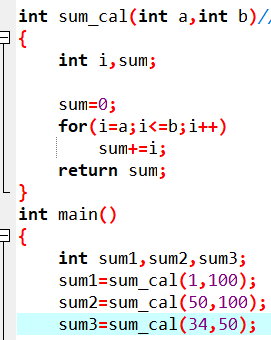 int sum_cal(int a,int b)//
{
int i,sum;
sum=0;
for(i=a;i<=b;i++)
sum+=i;
return sum;
}
int main()
{
int sum1,sum2,sum3;
sum1=sum_cal(1,100);
sum2=sum_cal(50,100);
sum3=sum_cal(34,50);